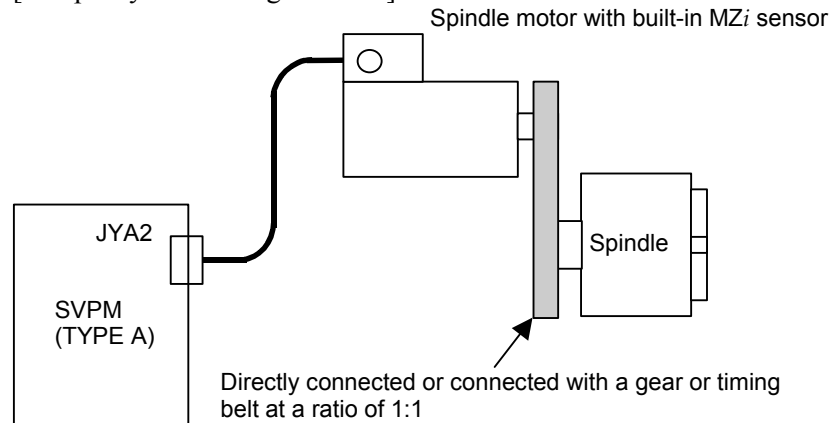 Spindle motor with built-in MZi sensor
JYA2
Spindle
SVPM
(TYPE A)
Directly connected or connected with a gear or timing
belt at a ratio of 1:1